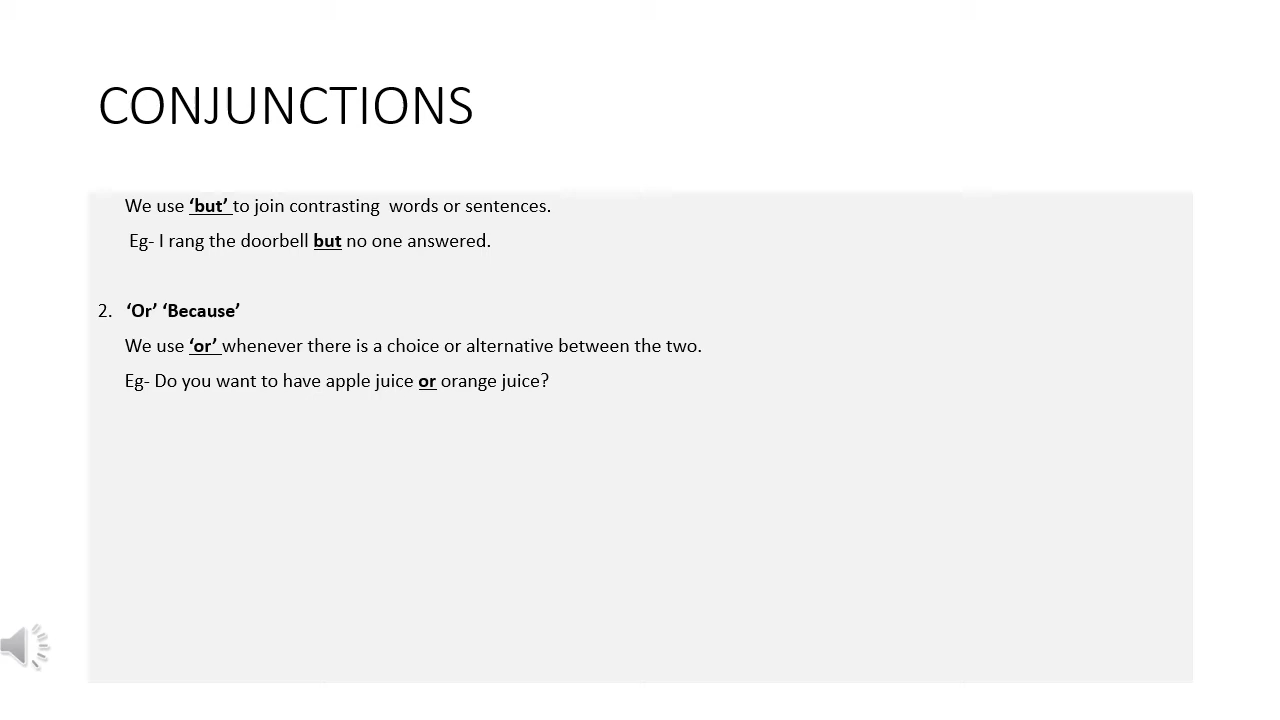 CONJUNCTIONS
We use ‘but’ to join contrasting  words or sentences.
Eg- I rang the doorbell but no one answered.
2. ‘Or’ ‘Because’
We use ‘or’ whenever there is a choice or alternative between the two.
Eg- Do you want to have apple juice or orange juice?